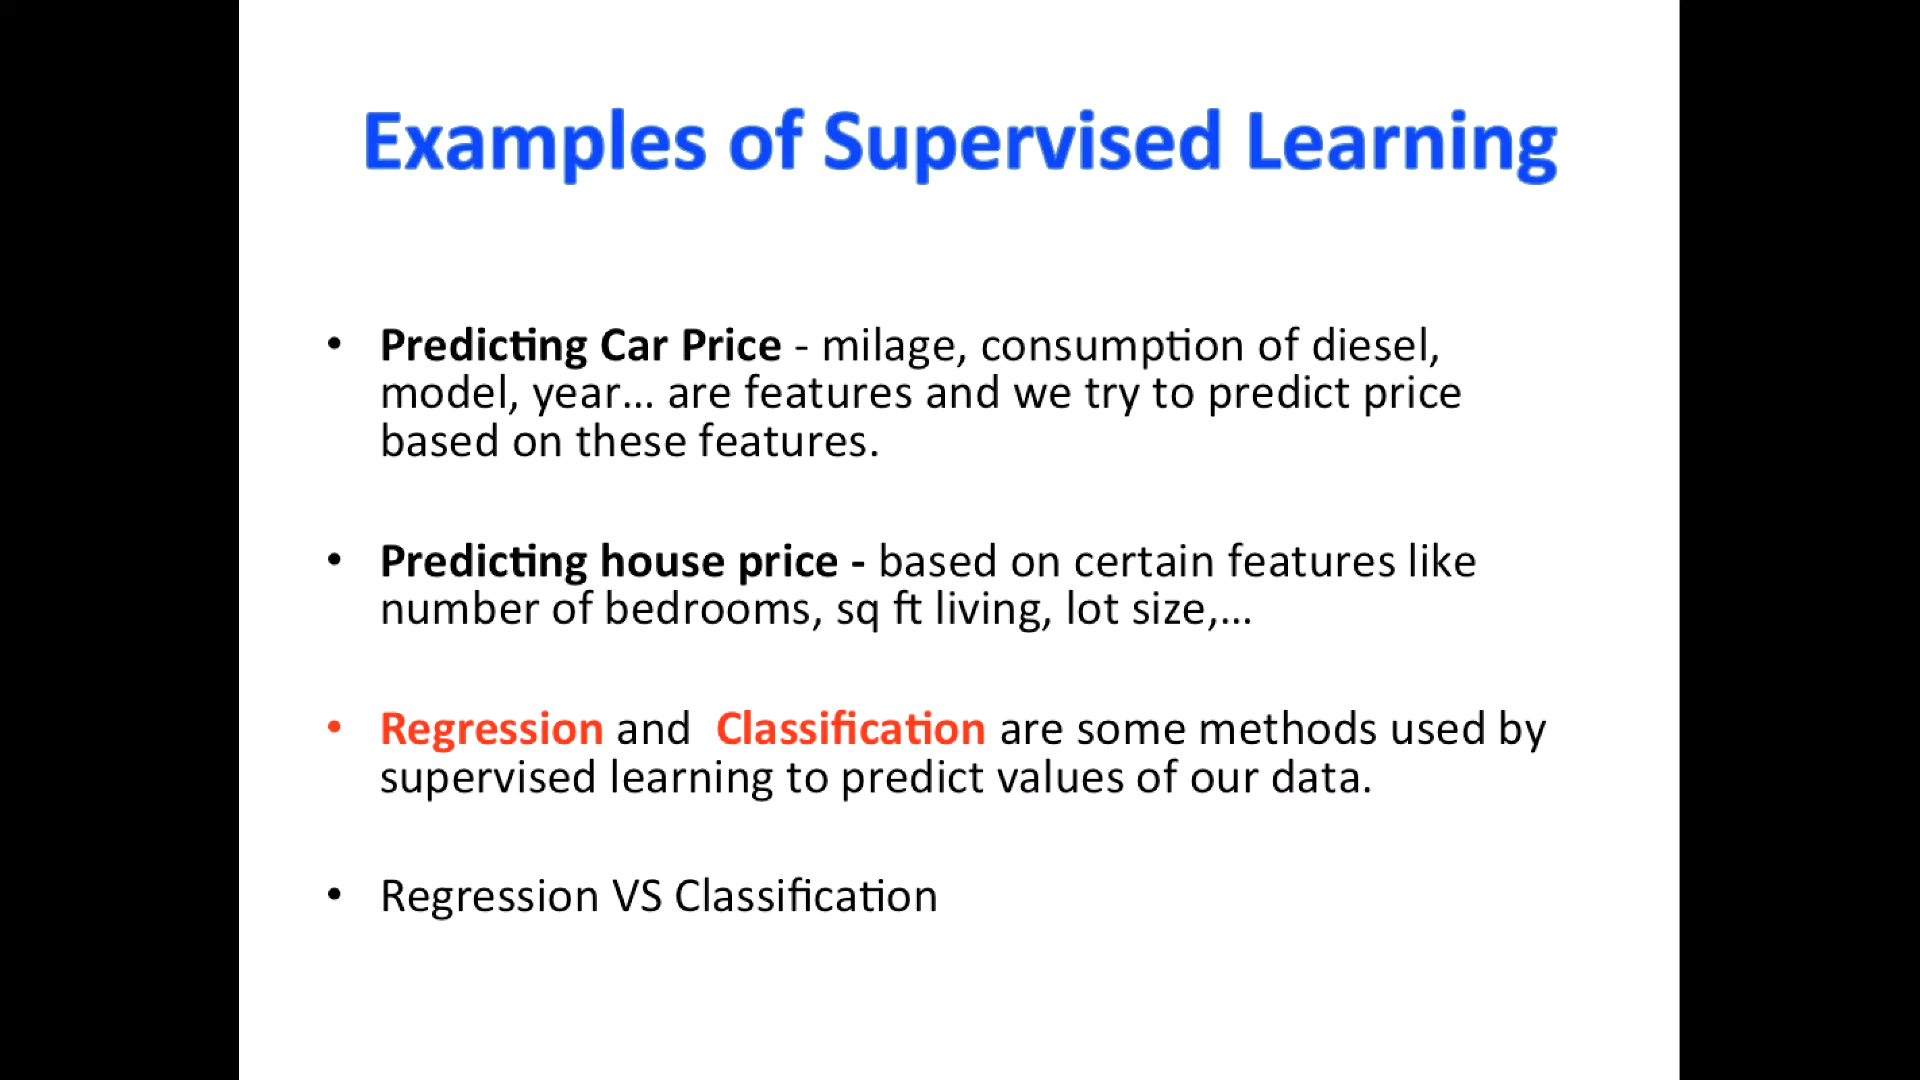 Examples of Supervised Learning
• Predicting Car Price - milage, consumption of diesel,
model, year... are features and we try to predict price
based on these features.
• Predicting house price - based on certain features like
number of bedrooms, sq ft living, lot size,...
• Regression and  Classification are some methods used by
supervised learning to predict values of our data.
• Regression VS Classification